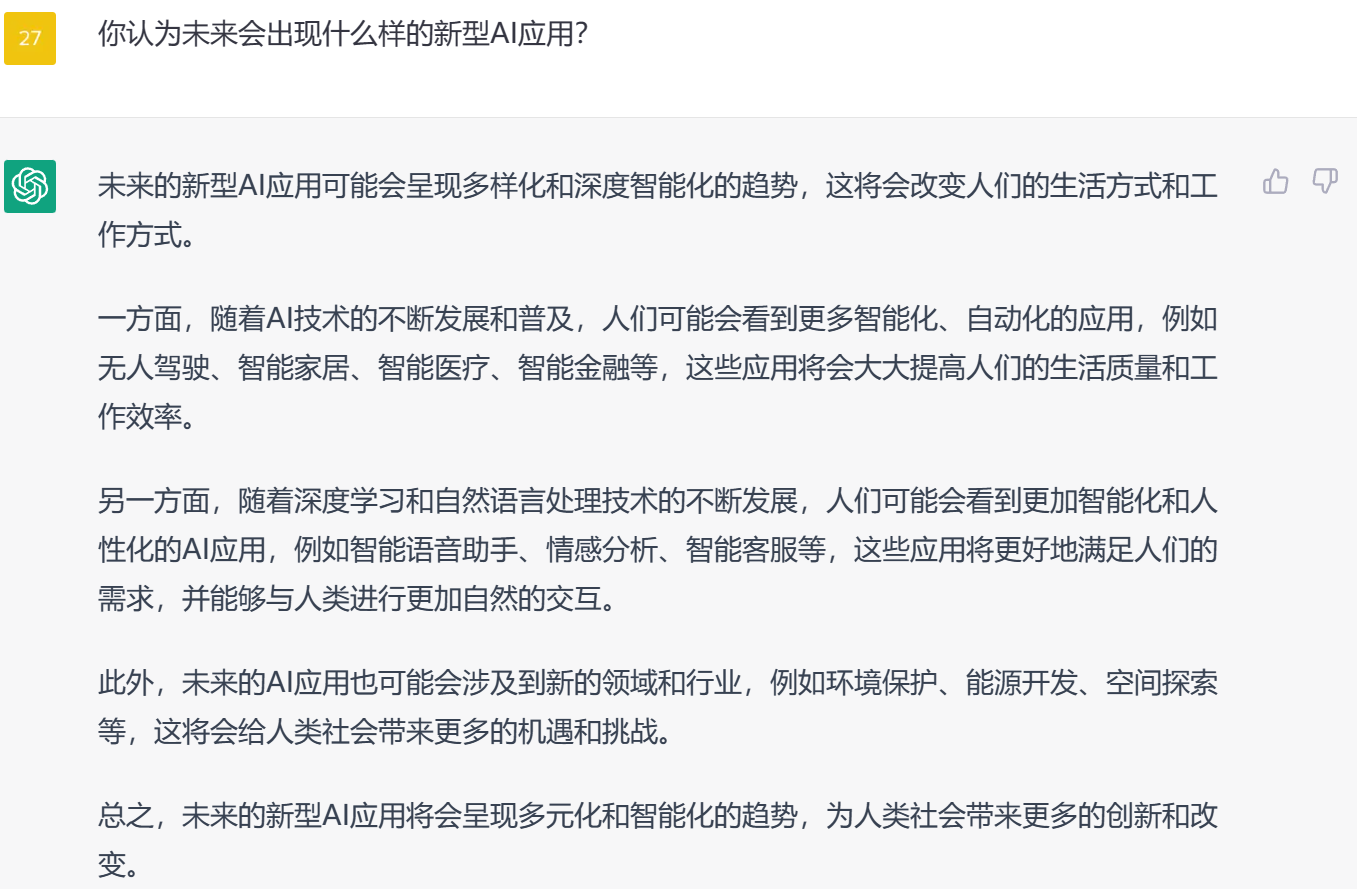 27
你认为未来会出现什么样的新型AI应用？
未来的新型AI应用可能会呈现多样化和深度智能化的趋势，这将会改变人们的生活方式和工
作方式。
一方面，随着AI技术的不断发展和普及，人们可能会看到更多智能化、自动化的应用，例如
无人驾驶、智能家居、智能医疗、智能金融等，这些应用将会大大提高人们的生活质量和工
作效率。
另一方面，随着深度学习和自然语言处理技术的不断发展，人们可能会看到更加智能化和人
性化的AI应用，例如智能语音助手、情感分析、智能客服等，这些应用将更好地满足人们的
需求，并能够与人类进行更加自然的交互。
此外，未来的AI应用也可能会涉及到新的领域和行业，例如环境保护、能源开发、空间探索
等，这将会给人类社会带来更多的机遇和挑战。
总之，未来的新型AI应用将会呈现多元化和智能化的趋势，为人类社会带来更多的创新和改
变。